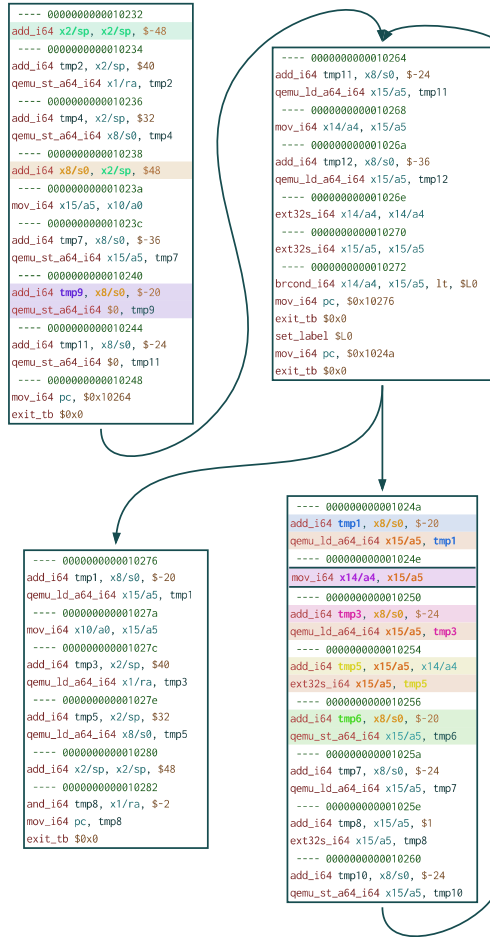 ---- 0000000000010232
add_i64 x2/sp, x2/sp, $-48
---- 0000000000010234
add_i64 tmp2, x2/sp, $40
qemu_st_a64_i64 x1/ra, tmp2
---- 0000000000010236
add_i64 tmp4, x2/sp, $32
qemu_st_a64_i64 x8/s0, tmp4
---- 0000000000010238
add_i64 x8/s0, x2/sp, $48
---- 000000000001023a
mov_i64 x15/a5, x10/a0
---- 000000000001023c
add_i64 tmp7, x8/s0, $-36
qemu_st_a64_i64 x15/a5, tmp7
---- 0000000000010240
add_i64 tmp9, x8/s0, $-20
qemu_st_a64_i64 $0, tmp9
---- 0000000000010244
add_i64 tmp11, x8/s0, $-24
qemu_st_a64_i64 $0, tmp11
---- 0000000000010248
mov_i64 pc, $0x10264
exit_tb $0x0
---- 0000000000010264
add_i64 tmp11, x8/s0, $-24
qemu_ld_a64_i64 x15/a5, tmp11
---- 0000000000010268
mov_i64 x14/a4, x15/a5
---- 000000000001026a
add_i64 tmp12, x8/s0, $-36
qemu_ld_a64_i64 x15/a5, tmp12
---- 000000000001026e
ext32s_i64 x14/a4, x14/a4
---- 0000000000010270
ext32s_i64 x15/a5, x15/a5
---- 0000000000010272
brcond_i64 x14/a4, x15/a5, lt, $L0
mov_i64 pc, $0x10276
exit_tb $0x0
set_label $L0
mov_i64 pc, $0x1024a
exit_tb $0x0
---- 0000000000010276
add_i64 tmp1, x8/s0, $-20
qemu_ld_a64_i64 x15/a5, tmp1
---- 000000000001027a
mov_i64 x10/a0, x15/a5
---- 000000000001027c
add_i64 tmp3, x2/sp, $40
qemu_ld_a64_i64 x1/ra, tmp3
---- 000000000001027e
add_i64 tmp5, x2/sp, $32
qemu_ld_a64_i64 x8/s0, tmp5
---- 0000000000010280
add_i64 x2/sp, x2/sp, $48
---- 0000000000010282
and_i64 tmp8, x1/ra, $-2
mov_i64 pc, tmp8
exit_tb $0x0
---- 000000000001024a
add_i64 tmp1, x8/s0, $-20
qemu_ld_a64_i64 x15/a5, tmp1
---- 000000000001024e
mov_i64 x14/a4, x15/a5
---- 0000000000010250
add_i64 tmp3, x8/s0, $-24
qemu_ld_a64_i64 x15/a5, tmp3
---- 0000000000010254
add_i64 tmp5, x15/a5, x14/a4
ext32s_i64 x15/a5, tmp5
---- 0000000000010256
add_i64 tmp6, x8/s0, $-20
qemu_st_a64_i64 x15/a5, tmp6
---- 000000000001025a
add_i64 tmp7, x8/s0, $-24
qemu_ld_a64_i64 x15/a5, tmp7
---- 000000000001025e
add_i64 tmp8, x15/a5, $1
ext32s_i64 x15/a5, tmp8
---- 0000000000010260
add_i64 tmp10, x8/s0, $-24
qemu_st_a64_i64 x15/a5, tmp10